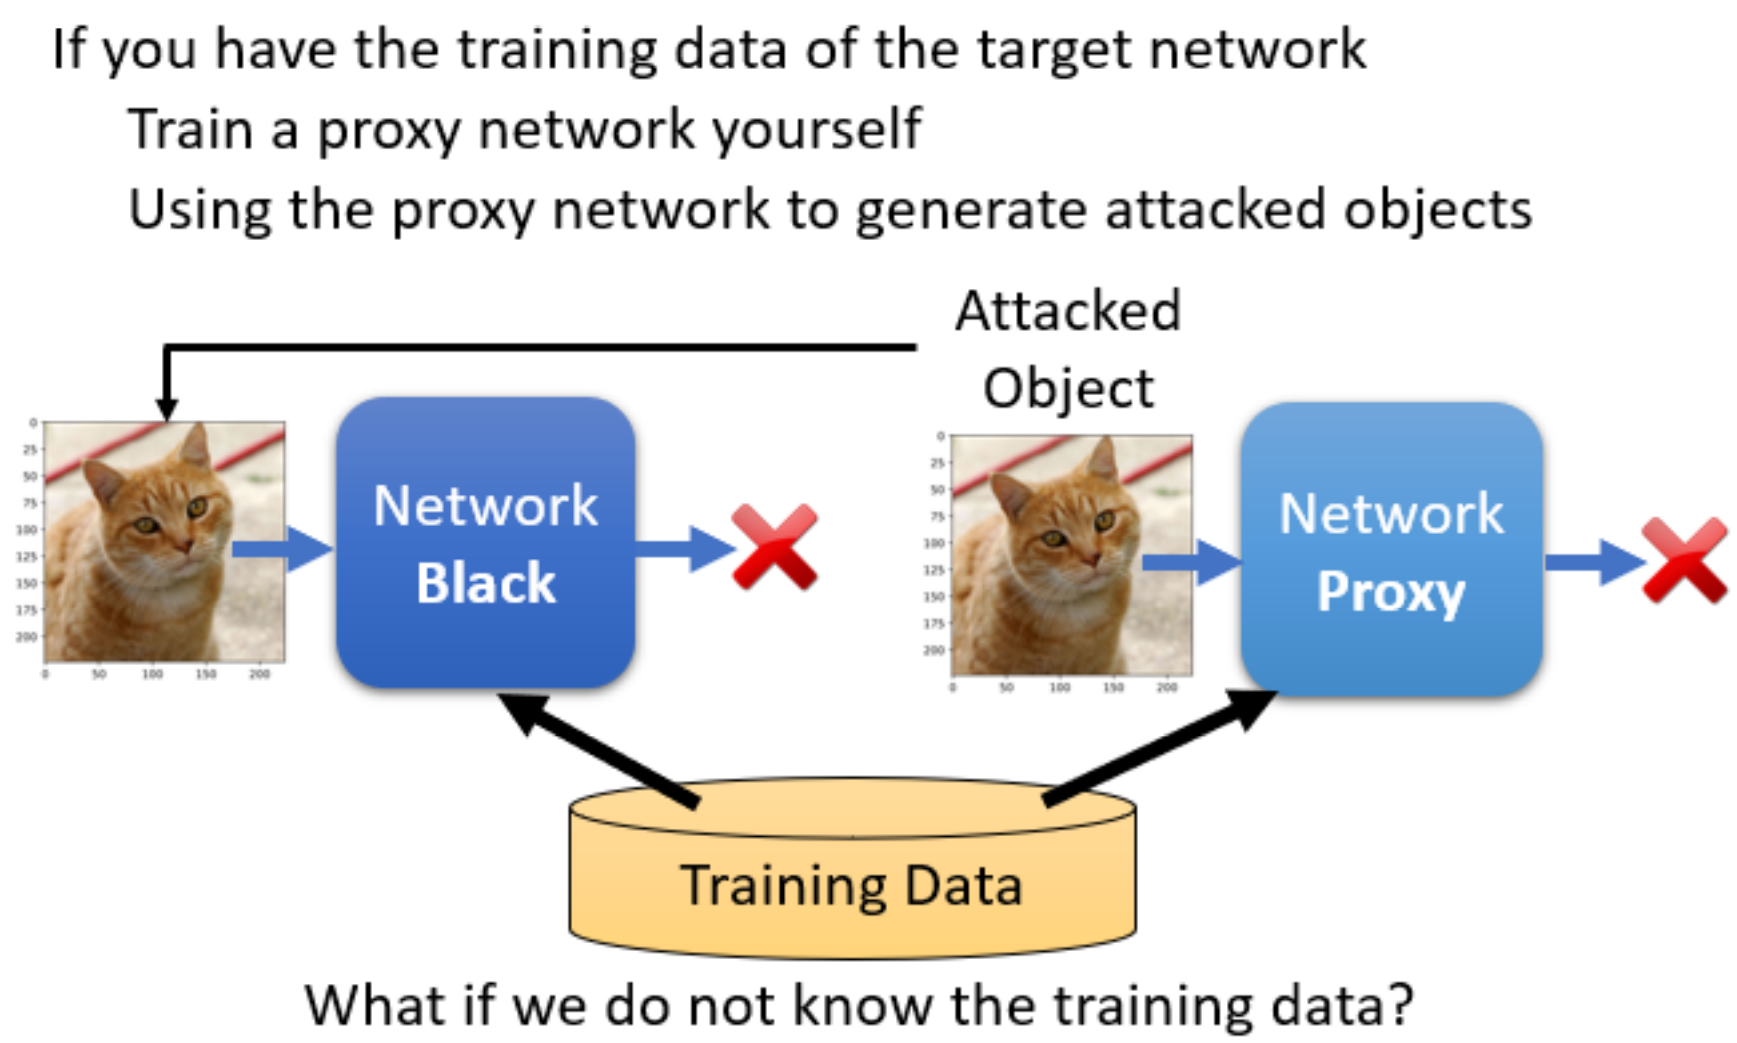 If you have the training data of the target network
Train a proxy network yourself
Using the proxy network to generate attacked objects
Attacked
Object
0
25
50
75
100
125
150
175
200
0 50 100 150 200
Network
Black
0
25
50
75
100
125
150
175
200
0 50 100 150 200
Network
Proxy
Training Data
What if we do not know the training data?